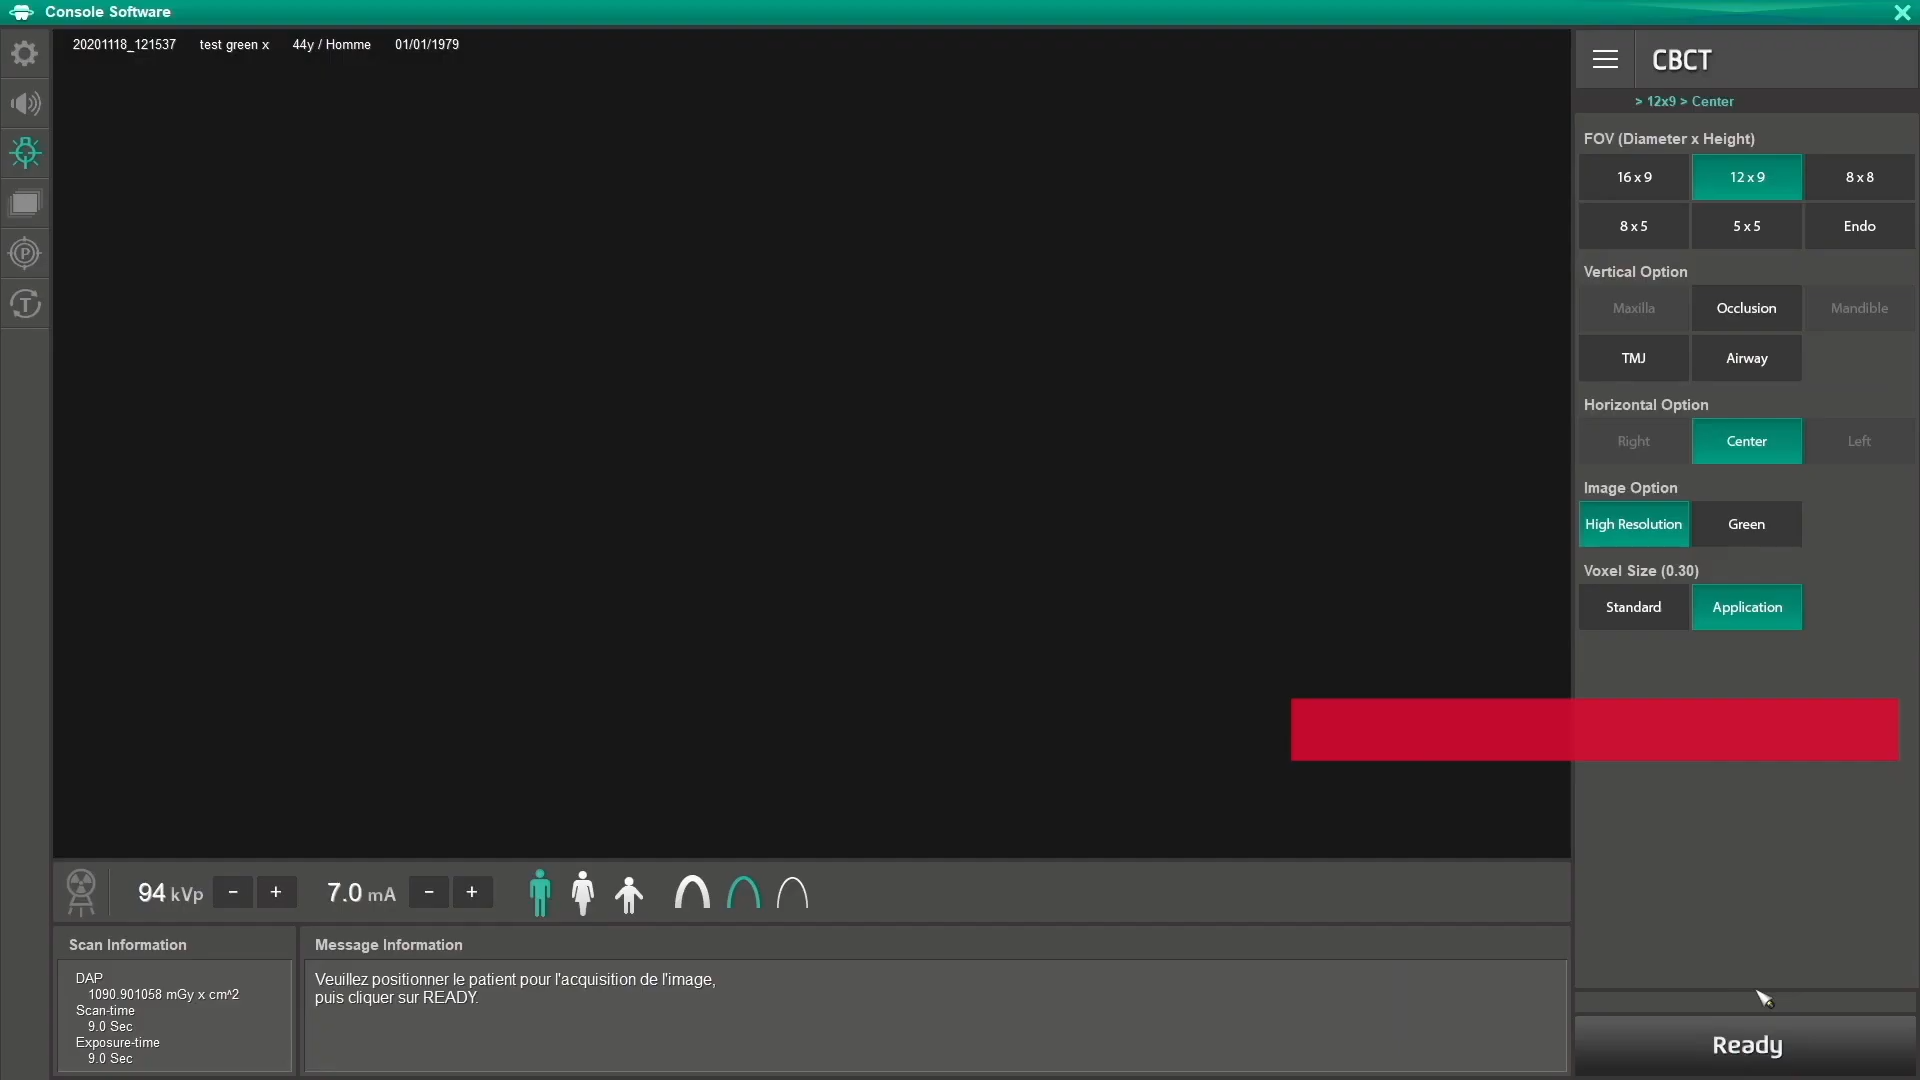 Console Software
20201118_121537 test green x 44y / Homme 01/01/1979
CBCT
> 12x9 > Center
FOV (Diameter x Height)
16 x 9 12 x 9 8 x 8
8 x 5 5 x 5 Endo
Vertical Option
Maxilla Occlusion Mandible
TMJ Airway
Horizontal Option
Right Center Left
Image Option
High Resolution Green
Voxel Size (0.30)
Standard Application
P
T
94 kVp - + 7.0 mA - +
Scan Information
DAP
1090.901058 mGy x cm^2
Scan-time
9.0 Sec
Exposure-time
9.0 Sec
Message Information
Veuillez positionner le patient pour l'acquisition de l'image,
puis cliquer sur READY.
Ready